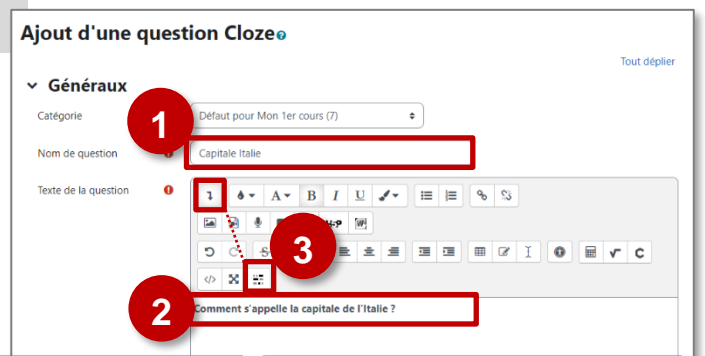 Ajout d'une question Cloze
Tout déplier
Généraux
Catégorie
1
Défaut pour Mon 1er cours (7)
Nom de question
Capitale Italie
Texte de la question
A
B
I
U
H-P
W
3
C
2
Comment s'appelle la capitale de l'Italie ?